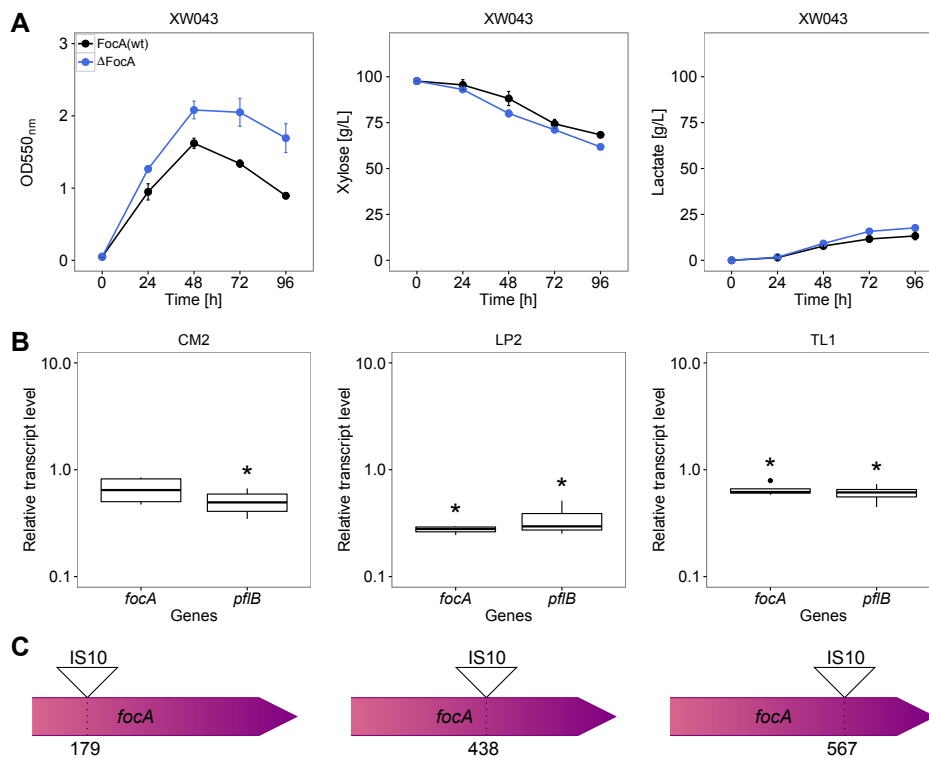 A
XW043
XW043
XW043
FocA(wt)
ΔFocA
OD550nm
3
2
1
0
0 24 48 72 96
Time [h]
Xylose [g/L]
100
75
50
25
0
0 24 48 72 96
Time [h]
Lactate [g/L]
100
75
50
25
0
0 24 48 72 96
Time [h]
B
CM2
LP2
TL1
Relative transcript level
10.0
1.0
0.1
*
focA pflB
Genes
Relative transcript level
10.0
1.0
0.1
* *
focA pflB
Genes
Relative transcript level
10.0
1.0
0.1
* *
focA pflB
Genes
C
IS10
focA
179
IS10
focA
438
IS10
focA
567